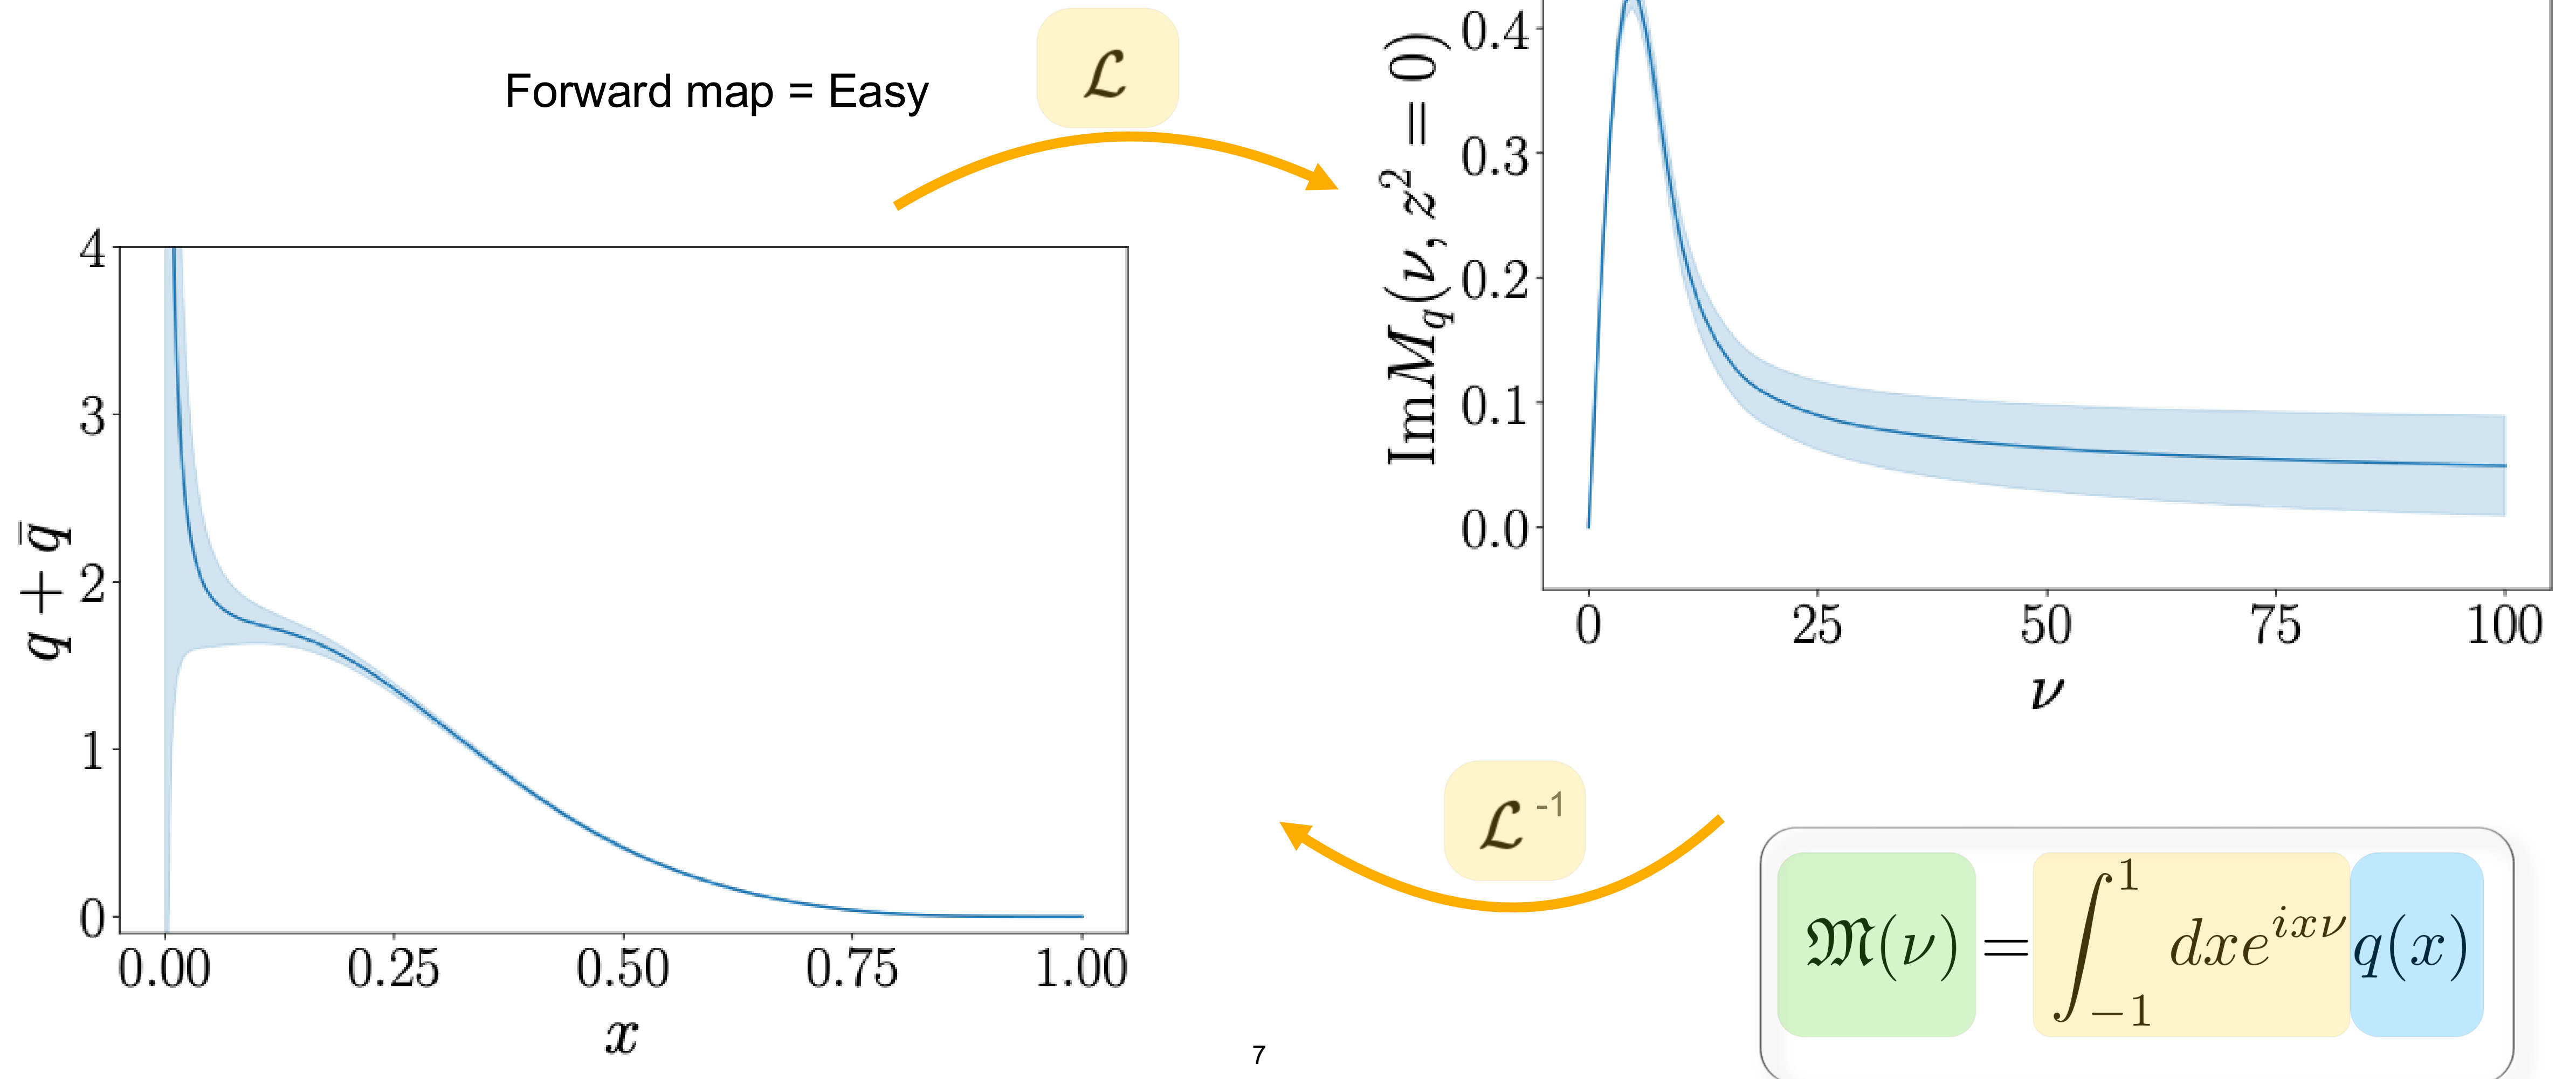 Forward map = Easy
ℒ
ImM_q(ν, z² = 0)
0.4
0.3
0.2
0.1
0.0
0 25 50 75 100
ν
q + q̄
4
3
2
1
0
0.00 0.25 0.50 0.75 1.00
x
ℒ ⁻¹
𝔐(ν) = ∫₋₁¹ dxe^{ixν} q(x)
7